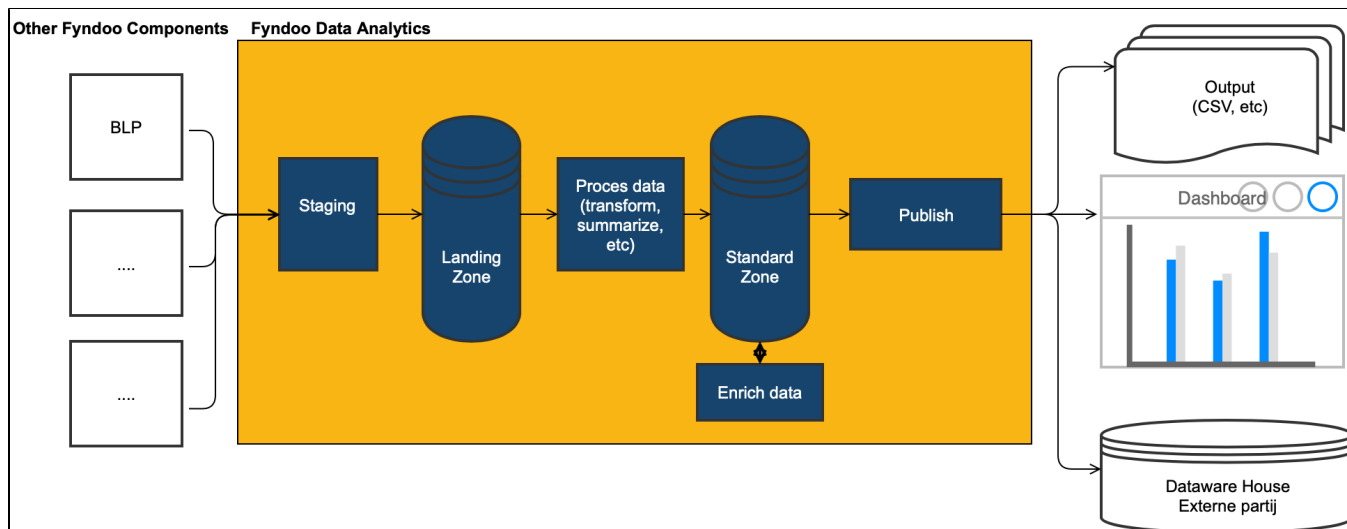 Other Fyndoo Components
Fyndoo Data Analytics
BLP
....
....
Staging
Landing
Zone
Proces data
(transform,
summarize,
etc)
Standard
Zone
Enrich data
Publish
Output
(CSV, etc)
Dashboard
Dataware House
Externe partij